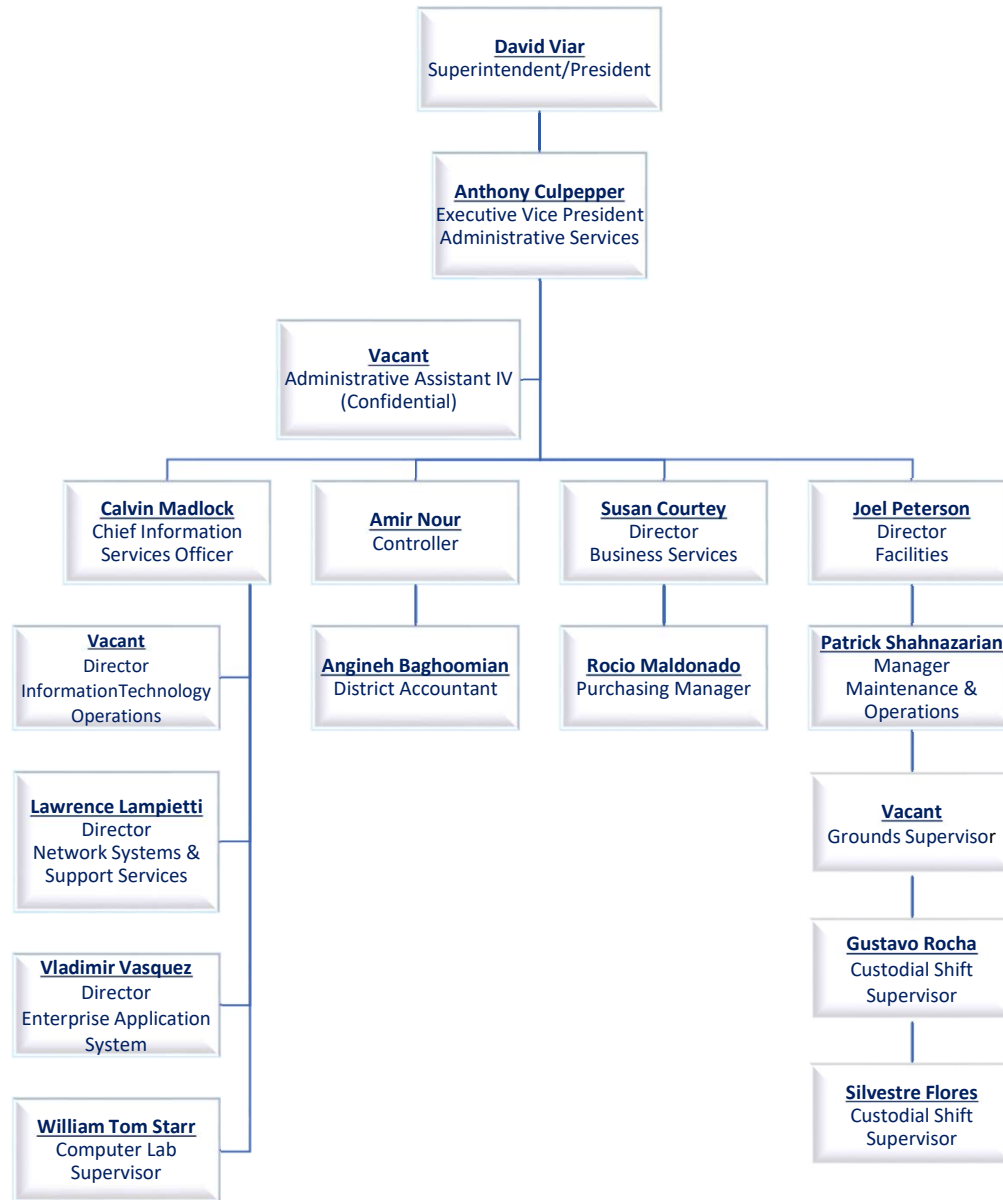 David Viar
Superintendent/President
Anthony Culpepper
Executive Vice President
Administrative Services
Vacant
Administrative Assistant IV
(Confidential)
Calvin Madlock
Chief Information
Services Officer
Amir Nour
Controller
Susan Courtey
Director
Business Services
Joel Peterson
Director
Facilities
Vacant
Director
InformationTechnology
Operations
Angineh Baghoomian
District Accountant
Rocio Maldonado
Purchasing Manager
Patrick Shahnazarian
Manager
Maintenance &
Operations
Lawrence Lampietti
Director
Network Systems &
Support Services
Vacant
Grounds Supervisor
Vladimir Vasquez
Director
Enterprise Application
System
Gustavo Rocha
Custodial Shift
Supervisor
William Tom Starr
Computer Lab
Supervisor
Silvestre Flores
Custodial Shift
Supervisor